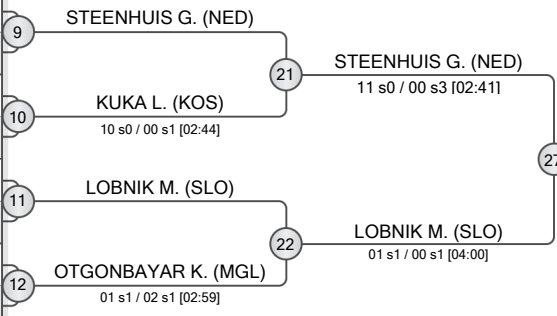 STEENHUIS G. (NED)
9
21
STEENHUIS G. (NED)
11 s0 / 00 s3 [02:41]
KUKA L. (KOS)
10
10 s0 / 00 s1 [02:44]
27
LOBNIK M. (SLO)
11
22
LOBNIK M. (SLO)
01 s1 / 00 s1 [04:00]
OTGONBAYAR K. (MGL)
12
01 s1 / 02 s1 [02:59]